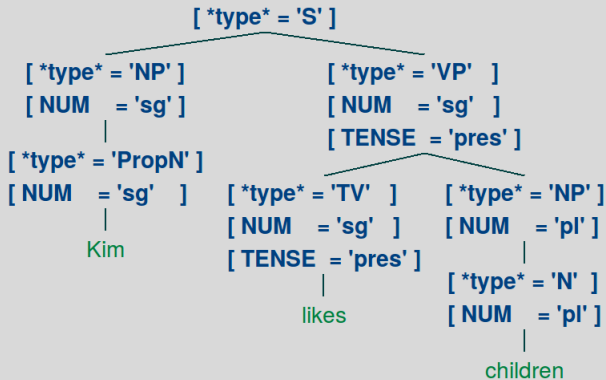 [ *type* = 'S' ]
[ *type* = 'NP' ] [ *type* = 'VP' ]
[ NUM = 'sg' ] [ NUM = 'sg' ]
[ TENSE = 'pres' ]
[ *type* = 'PropN' ]
[ NUM = 'sg' ] [ *type* = 'TV' ] [ *type* = 'NP' ]
[ NUM = 'sg' ] [ NUM = 'pl' ]
Kim
[ TENSE = 'pres' ]
[ *type* = 'N' ]
likes [ NUM = 'pl' ]
children